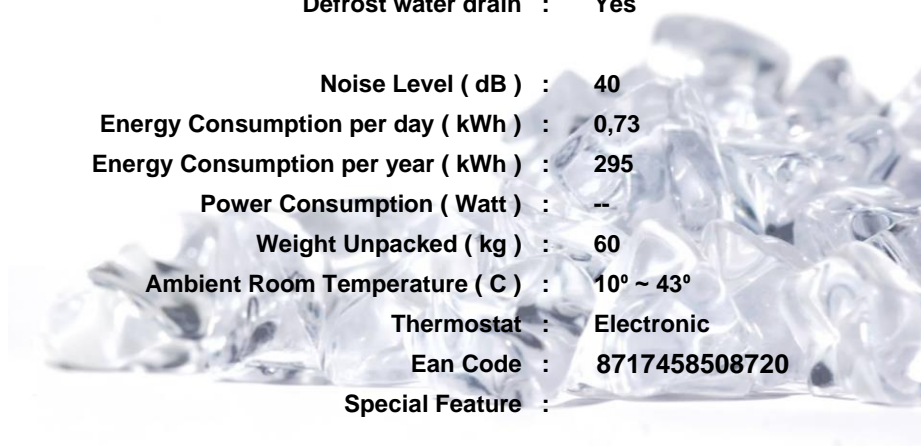 Defrost water drain : Yes
Noise Level ( dB ) : 40
Energy Consumption per day ( kWh ) : 0,73
Energy Consumption per year ( kWh ) : 295
Power Consumption ( Watt ) : --
Weight Unpacked ( kg ) : 60
Ambient Room Temperature ( C ) : 10⁰ ~ 43⁰
Thermostat : Electronic
Ean Code : 8717458508720
Special Feature :